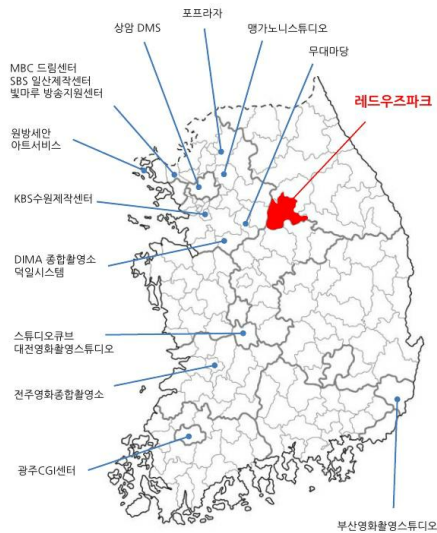 포프라자
상암 DMS
맹가노니스튜디오
무대마당
MBC 드림센터
SBS 일산제작센터
빛마루 방송지원센터
레드우즈파크
원방세안
아트서비스
KBS수원제작센터
DIMA 종합촬영소
덕일시스템
스튜디오큐브
대전영화촬영스튜디오
전주영화종합촬영소
광주CGI센터
부산영화촬영스튜디오